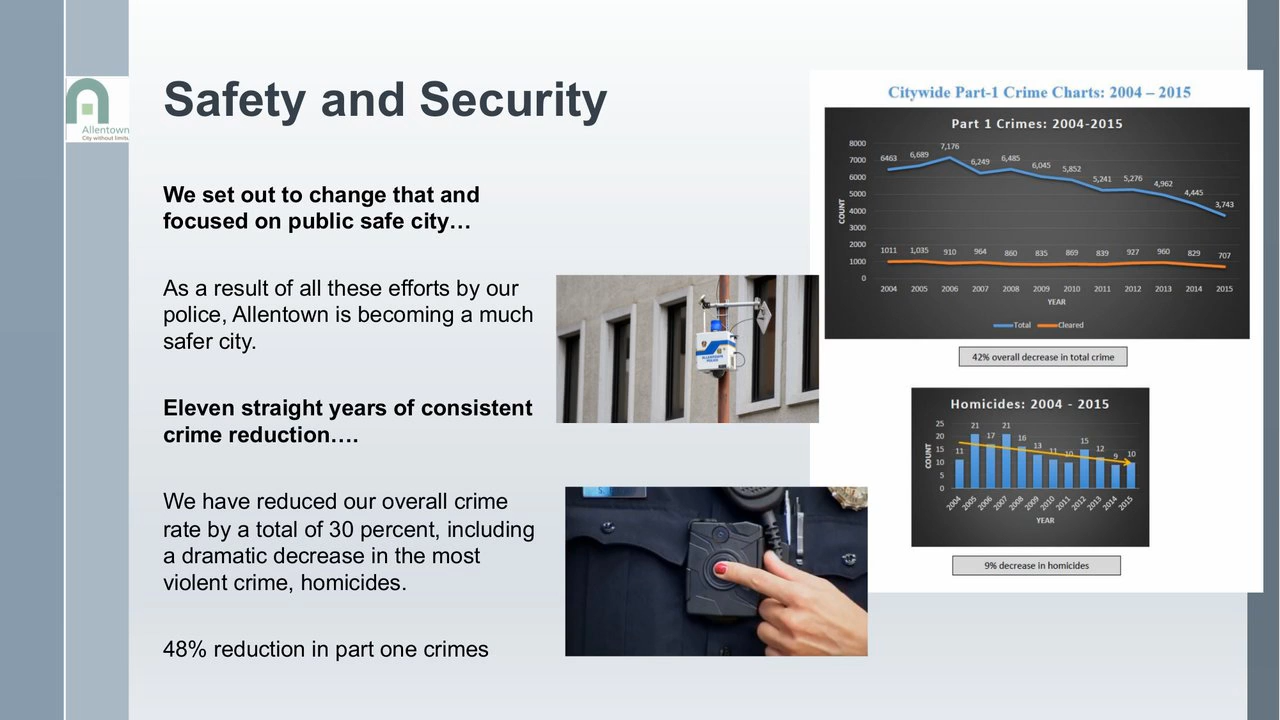 Safety and Security
Allentown
City without limits.
We set out to change that and
focused on public safe city…
As a result of all these efforts by our
police, Allentown is becoming a much
safer city.
Eleven straight years of consistent
crime reduction….
We have reduced our overall crime
rate by a total of 30 percent, including
a dramatic decrease in the most
violent crime, homicides.
48% reduction in part one crimes
ALLENTOWN
POLICE
Citywide Part-1 Crime Charts: 2004 – 2015
Part 1 Crimes: 2004-2015
COUNT
8000
7000
6000
5000
4000
3000
2000
1000
0
6463 6,689 7,176 6,249 6,485 6,045 5,852 5,241 5,276 4,962 4,445 3,743
1011 1,035 910 964 860 835 869 839 927 960 829 707
2004 2005 2006 2007 2008 2009 2010 2011 2012 2013 2014 2015
YEAR
Total Cleared
42% overall decrease in total crime
Homicides: 2004 - 2015
COUNT
25
20
15
10
5
0
11 21 17 21 16 13 11 10 15 12 9 10
2004 2005 2006 2007 2008 2009 2010 2011 2012 2013 2014 2015
YEAR
9% decrease in homicides